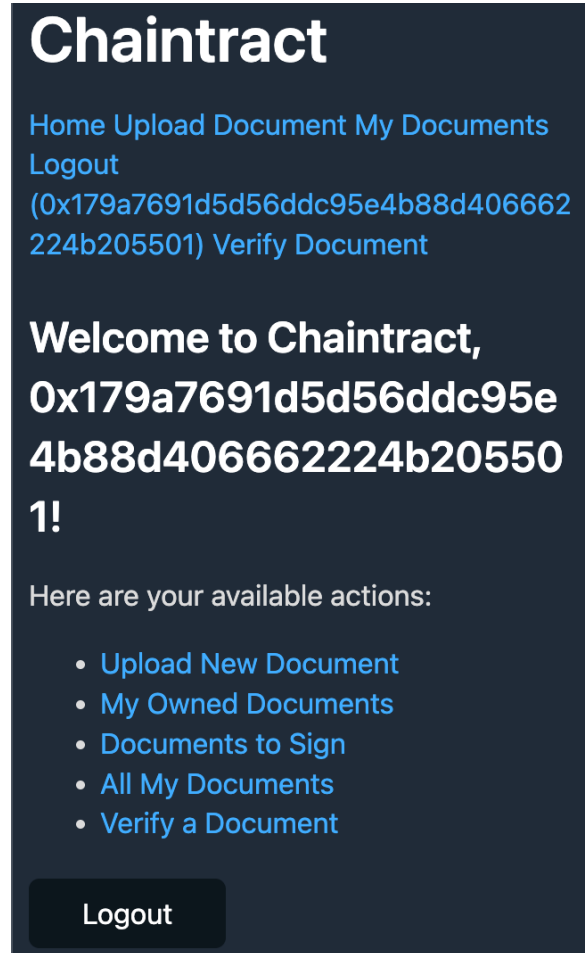 Chaintract
Home Upload Document My Documents
Logout
(0x179a7691d5d56ddc95e4b88d406662
224b205501) Verify Document
Welcome to Chaintract,
0x179a7691d5d56ddc95e
4b88d406662224b20550
1!
Here are your available actions:
• Upload New Document
• My Owned Documents
• Documents to Sign
• All My Documents
• Verify a Document
Logout